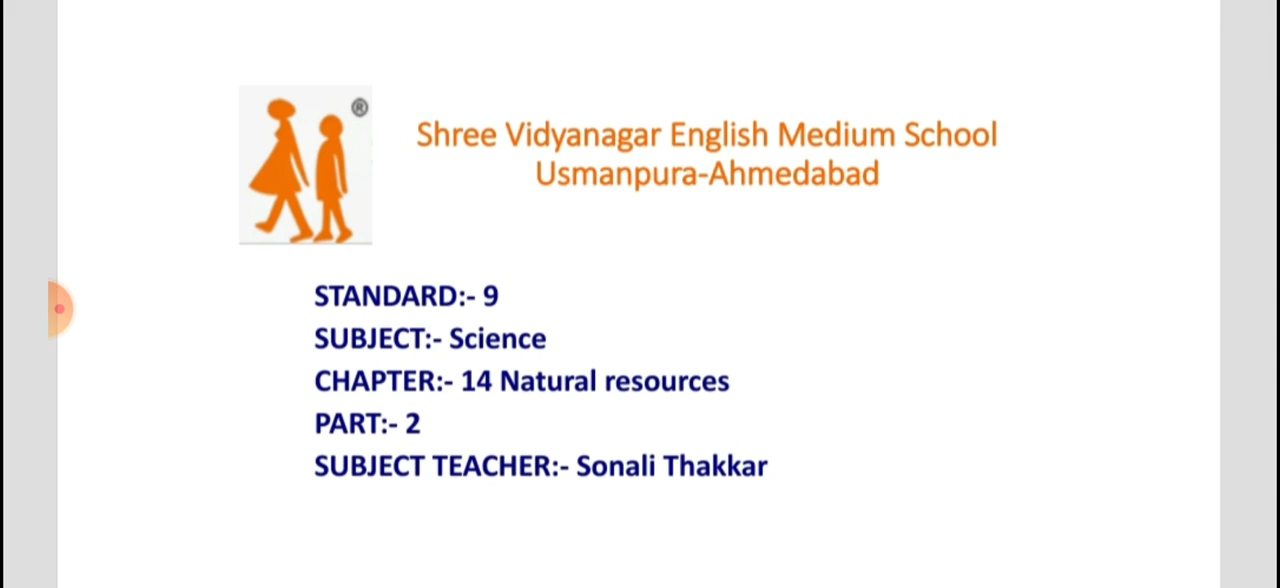 ®
Shree Vidyanagar English Medium School
Usmanpura-Ahmedabad
STANDARD:- 9
SUBJECT:- Science
CHAPTER:- 14 Natural resources
PART:- 2
SUBJECT TEACHER:- Sonali Thakkar